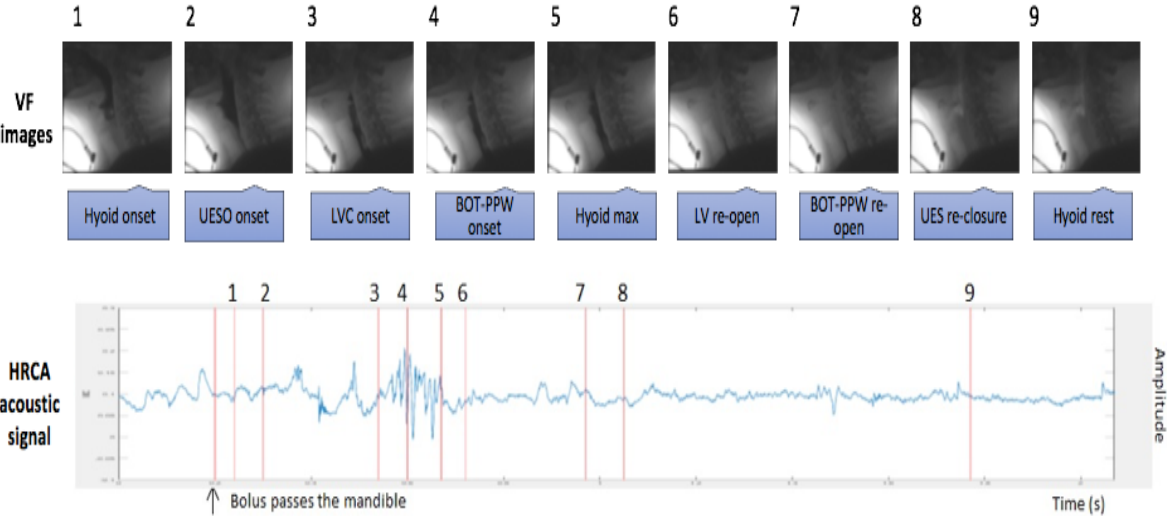 1 2 3 4 5 6 7 8 9
VF
images
Hyoid onset
UESO onset
LVC onset
BOT-PPW
onset
Hyoid max
LV re-open
BOT-PPW re-
open
UES re-closure
Hyoid rest
1 2 3 4 5 6 7 8 9
HRCA
acoustic
signal
Amplitude
Bolus passes the mandible
Time (s)